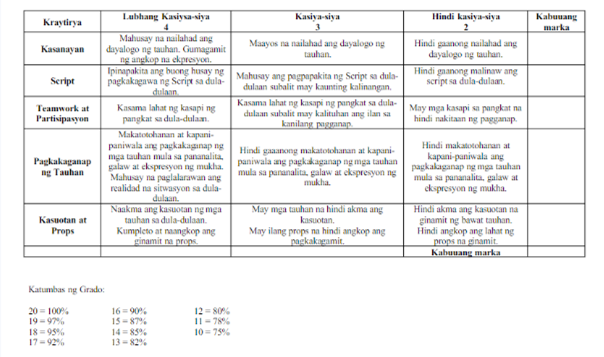 Kraytirya
Lubhang Kasiysa-siya
4
Kasiya-siya
3
Hindi kasiya-siya
2
Kabuuang
marka
Kasanayan
Mahusay na nailahad ang
dayalogo ng tauhan. Gumagamit
ng angkop na ekpresyon.
Maayos na nailahad ang dayalogo ng
tauhan.
Hindi gaanong nailahad ang
dayalogo ng tauhan.
Script
Ipinapakita ang buong husay ng
pagkakagawa ng Script sa dula-
dulaan.
Mahusay ang pagpapakita ng Script sa dula-
dulaan subalit may kaunting kalinangan.
Hindi gaanong malinaw ang
script sa dula-dulaan.
Teamwork at
Partisipasyon
Kasama lahat ng kasapi ng
pangkat sa dula-dulaan.
Kasama lahat ng kasapi ng pangkat sa dula-
dulaan subalit may kalituhan ang ilan sa
kanilang pagganap.
May mga kasapi sa pangkat na
hindi nakitaan ng pagganap.
Pagkakaganap
ng Tauhan
Makatotohanan at kapani-
paniwala ang pagkakaganap ng
mga tauhan mula sa pananalita,
galaw at ekspresyon ng mukha.
Mahusay na paglalarawan ang
realidad na sitwasyon sa dula-
dulaan.
Hindi gaaanong makatotohanan at kapani-
paniwala ang pagkakaganap ng mga tauhan
mula sa pananalita, galaw at ekspresyon ng
mukha.
Hindi makatotohanan at
kapani-paniwala ang
pagkakaganap ng mga tauhan
mula sa pananalita, galaw at
ekspresyon ng mukha.
Kasuotan at
Props
Naakma ang kasuotan ng mga
tauhan sa dula-dulaan.
Kumpleto at naangkop ang
ginamit na props.
May mga tauhan na hindi akma ang
kasuotan.
May ilang props na hindi angkop ang
pagkakagamit.
Hindi akma ang kasuotan na
ginamit ng bawat tauhan.
Hindi angkop ang lahat ng
props na ginamit.
Kabuuang marka
Katumbas ng Grado:
20 = 100% 16 = 90% 12 = 80%
19 = 97% 15 = 87% 11 = 78%
18 = 95% 14 = 85% 10 = 75%
17 = 92% 13 = 82%